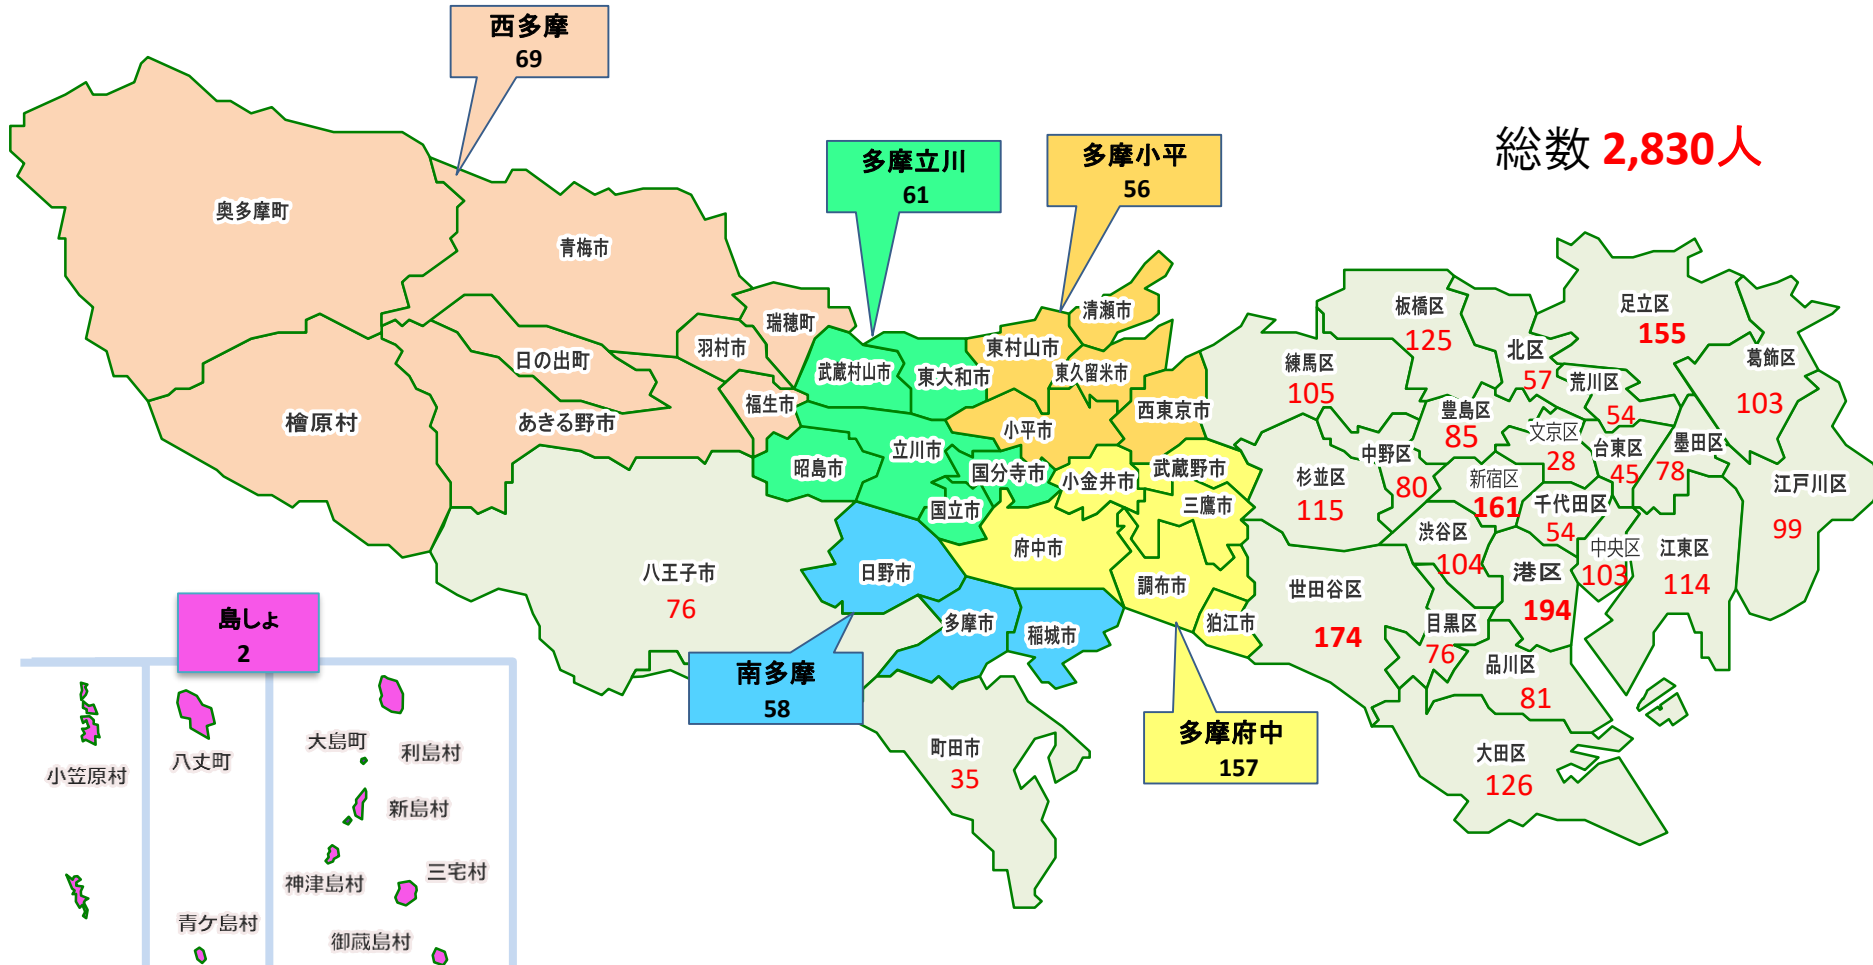 西多摩
69
多摩立川
61
多摩小平
56
総数 2,830人
奥多摩町
青梅市
瑞穂町
羽村市
日の出町
福生市
あきる野市
檜原村
武蔵村山市
東大和市
東村山市
清瀬市
東久留米市
西東京市
小平市
立川市
昭島市
国分寺市
国立市
小金井市
武蔵野市
三鷹市
府中市
調布市
狛江市
八王子市
76
日野市
多摩市
稲城市
南多摩
58
多摩府中
157
町田市
35
板橋区
125
練馬区
105
北区
57
足立区
155
葛飾区
103
荒川区
54
豊島区
85
文京区
28
台東区
45
墨田区
78
中野区
80
杉並区
115
新宿区
161
千代田区
54
江戸川区
99
渋谷区
104
中央区
103
江東区
114
港区
194
世田谷区
174
目黒区
76
品川区
81
大田区
126
島しょ
2
小笠原村
八丈町
大島町
利島村
新島村
神津島村
三宅村
青ケ島村
御蔵島村